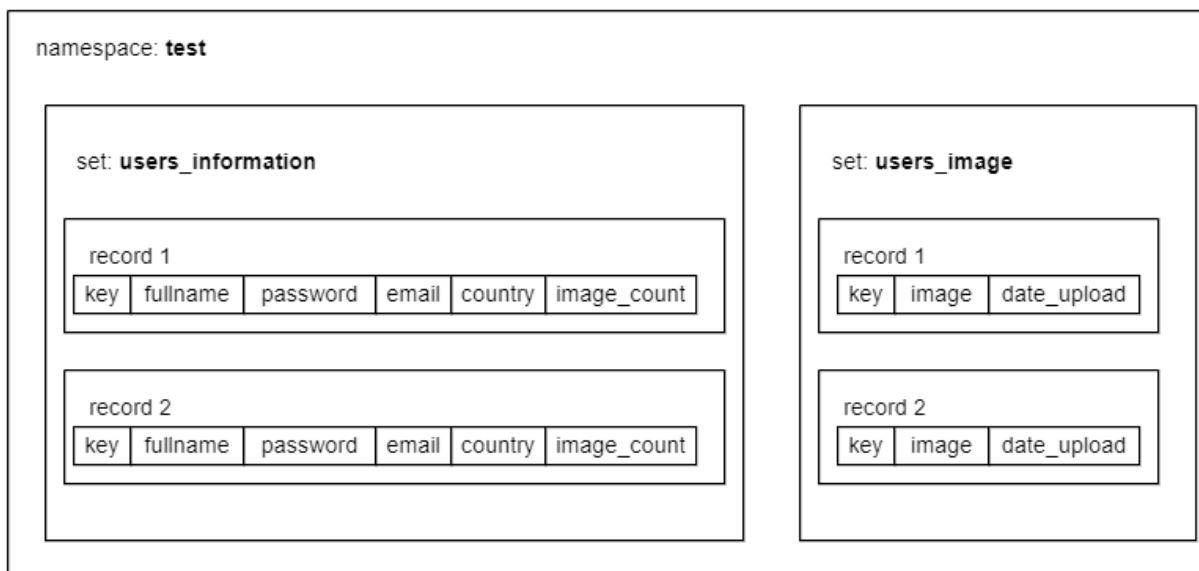 namespace: test
set: users_information
record 1
key fullname password email country image_count
record 2
key fullname password email country image_count
set: users_image
record 1
key image date_upload
record 2
key image date_upload